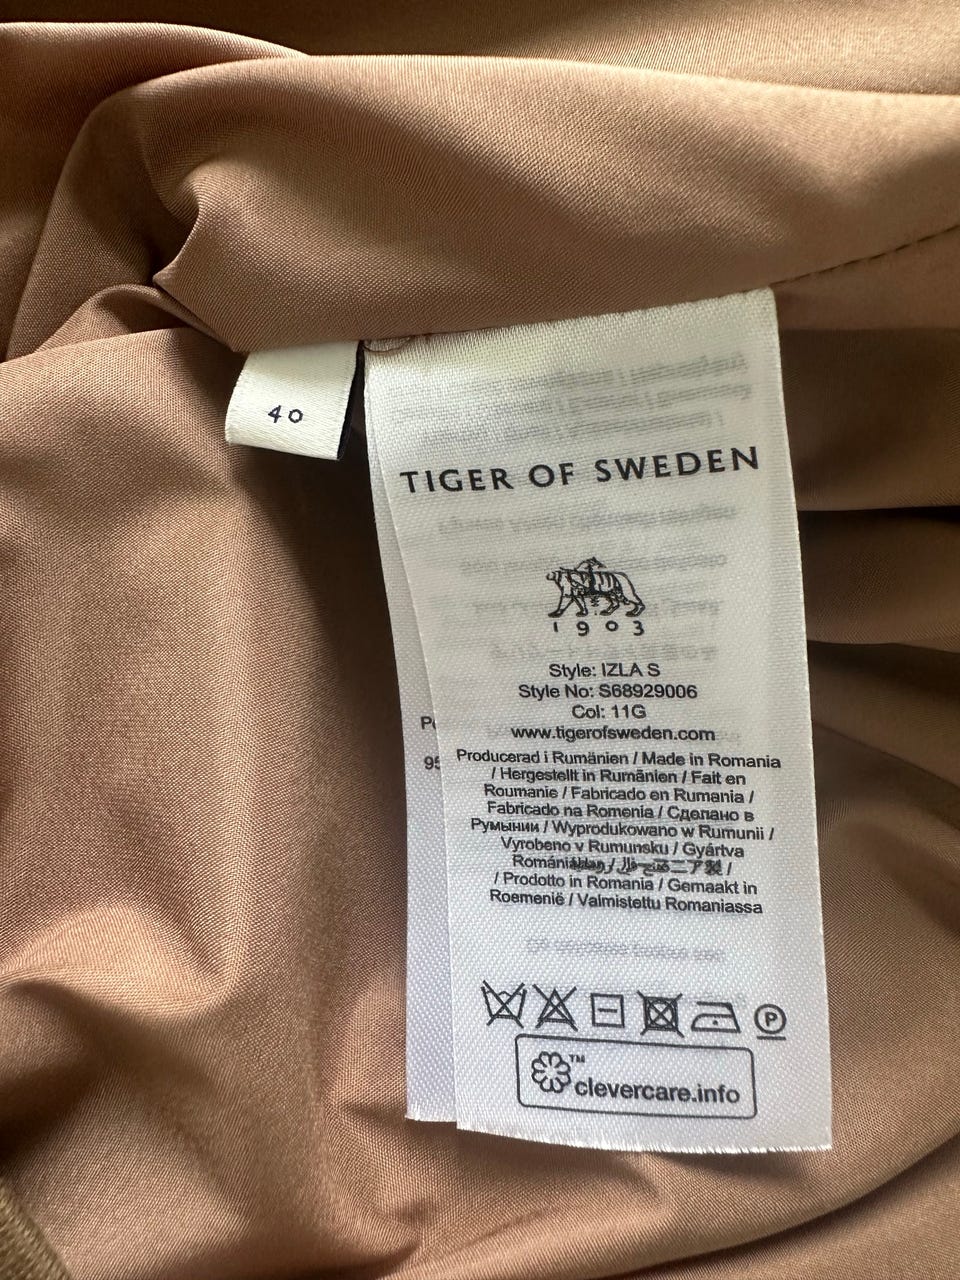 40
TIGER OF SWEDEN
1903
Style: IZLA S
Style No: S68929006
Col: 11G
www.tigerofsweden.com
Producerad i Rumänien / Made in Romania
/ Hergestellt in Rumänien / Fait en
Roumanie / Fabricado en Rumania /
Fabricado na Romenia / Сделано в
Румынии / Wyprodukowano w Rumunii /
Vyrobeno v Rumunsku / Gyártva
/
/ Prodotto in Romania / Gemaakt in
Roemenië / Valmistettu Romaniassa
P
clevercare.info
TM